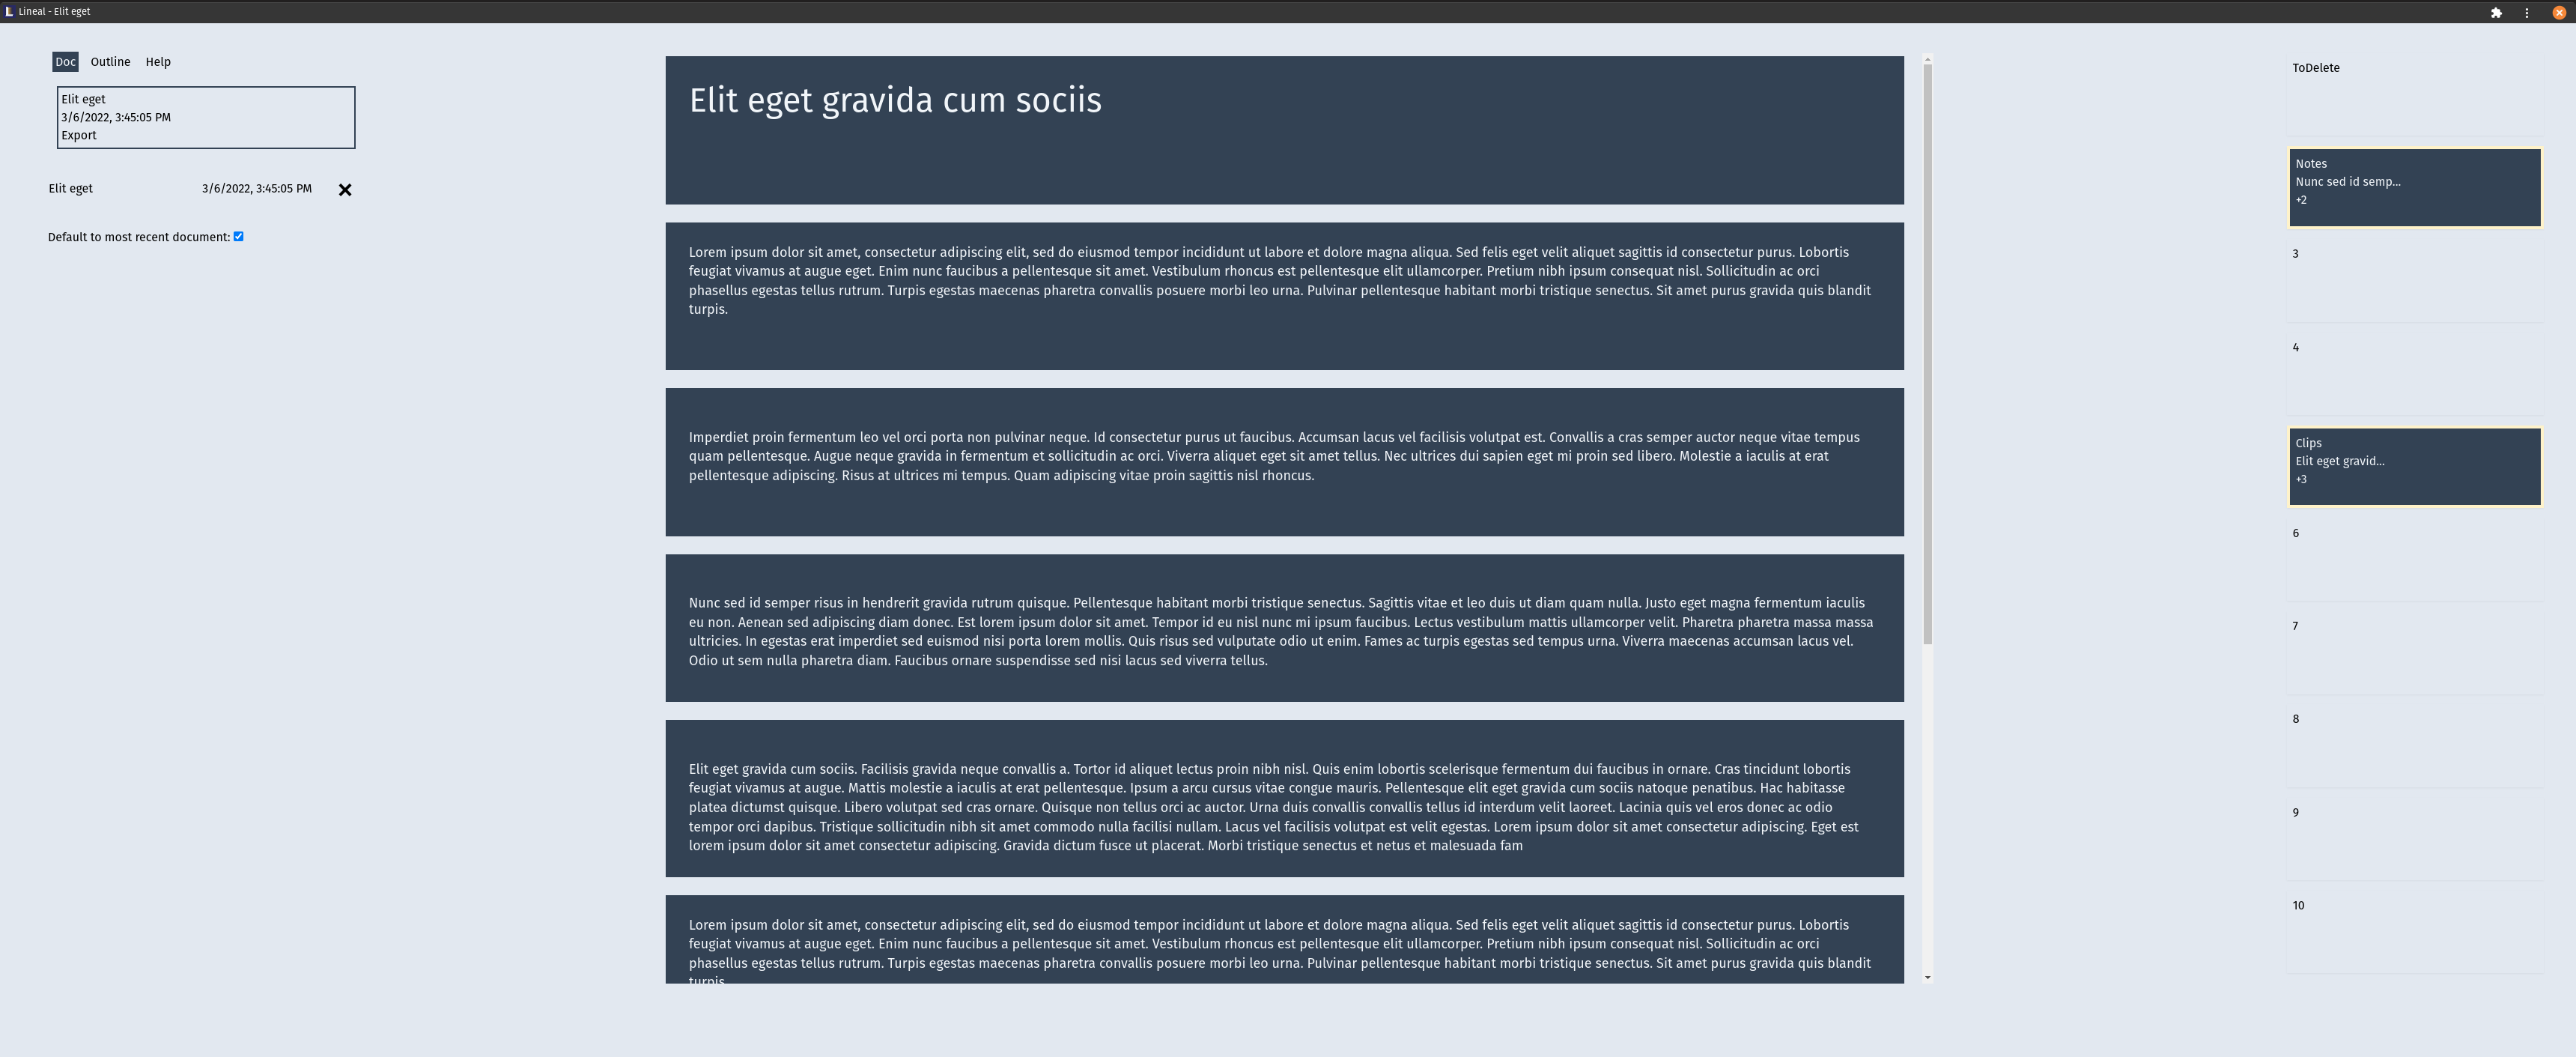 Lineal - Elit eget
Doc Outline Help
Elit eget
3/6/2022, 3:45:05 PM
Export
Elit eget 3/6/2022, 3:45:05 PM
Default to most recent document:
Elit eget gravida cum sociis
Lorem ipsum dolor sit amet, consectetur adipiscing elit, sed do eiusmod tempor incididunt ut labore et dolore magna aliqua. Sed felis eget velit aliquet sagittis id consectetur purus. Lobortis
feugiat vivamus at augue eget. Enim nunc faucibus a pellentesque sit amet. Vestibulum rhoncus est pellentesque elit ullamcorper. Pretium nibh ipsum consequat nisl. Sollicitudin ac orci
phasellus egestas tellus rutrum. Turpis egestas maecenas pharetra convallis posuere morbi leo urna. Pulvinar pellentesque habitant morbi tristique senectus. Sit amet purus gravida quis blandit
turpis.
Imperdiet proin fermentum leo vel orci porta non pulvinar neque. Id consectetur purus ut faucibus. Accumsan lacus vel facilisis volutpat est. Convallis a cras semper auctor neque vitae tempus
quam pellentesque. Augue neque gravida in fermentum et sollicitudin ac orci. Viverra aliquet eget sit amet tellus. Nec ultrices dui sapien eget mi proin sed libero. Molestie a iaculis at erat
pellentesque adipiscing. Risus at ultrices mi tempus. Quam adipiscing vitae proin sagittis nisl rhoncus.
Nunc sed id semper risus in hendrerit gravida rutrum quisque. Pellentesque habitant morbi tristique senectus. Sagittis vitae et leo duis ut diam quam nulla. Justo eget magna fermentum iaculis
eu non. Aenean sed adipiscing diam donec. Est lorem ipsum dolor sit amet. Tempor id eu nisl nunc mi ipsum faucibus. Lectus vestibulum mattis ullamcorper velit. Pharetra pharetra massa massa
ultricies. In egestas erat imperdiet sed euismod nisi porta lorem mollis. Quis risus sed vulputate odio ut enim. Fames ac turpis egestas sed tempus urna. Viverra maecenas accumsan lacus vel.
Odio ut sem nulla pharetra diam. Faucibus ornare suspendisse sed nisi lacus sed viverra tellus.
Elit eget gravida cum sociis. Facilisis gravida neque convallis a. Tortor id aliquet lectus proin nibh nisl. Quis enim lobortis scelerisque fermentum dui faucibus in ornare. Cras tincidunt lobortis
feugiat vivamus at augue. Mattis molestie a iaculis at erat pellentesque. Ipsum a arcu cursus vitae congue mauris. Pellentesque elit eget gravida cum sociis natoque penatibus. Hac habitasse
platea dictumst quisque. Libero volutpat sed cras ornare. Quisque non tellus orci ac auctor. Urna duis convallis convallis tellus id interdum velit laoreet. Lacinia quis vel eros donec ac odio
tempor orci dapibus. Tristique sollicitudin nibh sit amet commodo nulla facilisi nullam. Lacus vel facilisis volutpat est velit egestas. Lorem ipsum dolor sit amet consectetur adipiscing. Eget est
lorem ipsum dolor sit amet consectetur adipiscing. Gravida dictum fusce ut placerat. Morbi tristique senectus et netus et malesuada fam
Lorem ipsum dolor sit amet, consectetur adipiscing elit, sed do eiusmod tempor incididunt ut labore et dolore magna aliqua. Sed felis eget velit aliquet sagittis id consectetur purus. Lobortis
feugiat vivamus at augue eget. Enim nunc faucibus a pellentesque sit amet. Vestibulum rhoncus est pellentesque elit ullamcorper. Pretium nibh ipsum consequat nisl. Sollicitudin ac orci
phasellus egestas tellus rutrum. Turpis egestas maecenas pharetra convallis posuere morbi leo urna. Pulvinar pellentesque habitant morbi tristique senectus. Sit amet purus gravida quis blandit
turpis.
ToDelete
Notes
Nunc sed id semp...
+2
3
4
Clips
Elit eget gravid...
+3
6
7
8
9
10